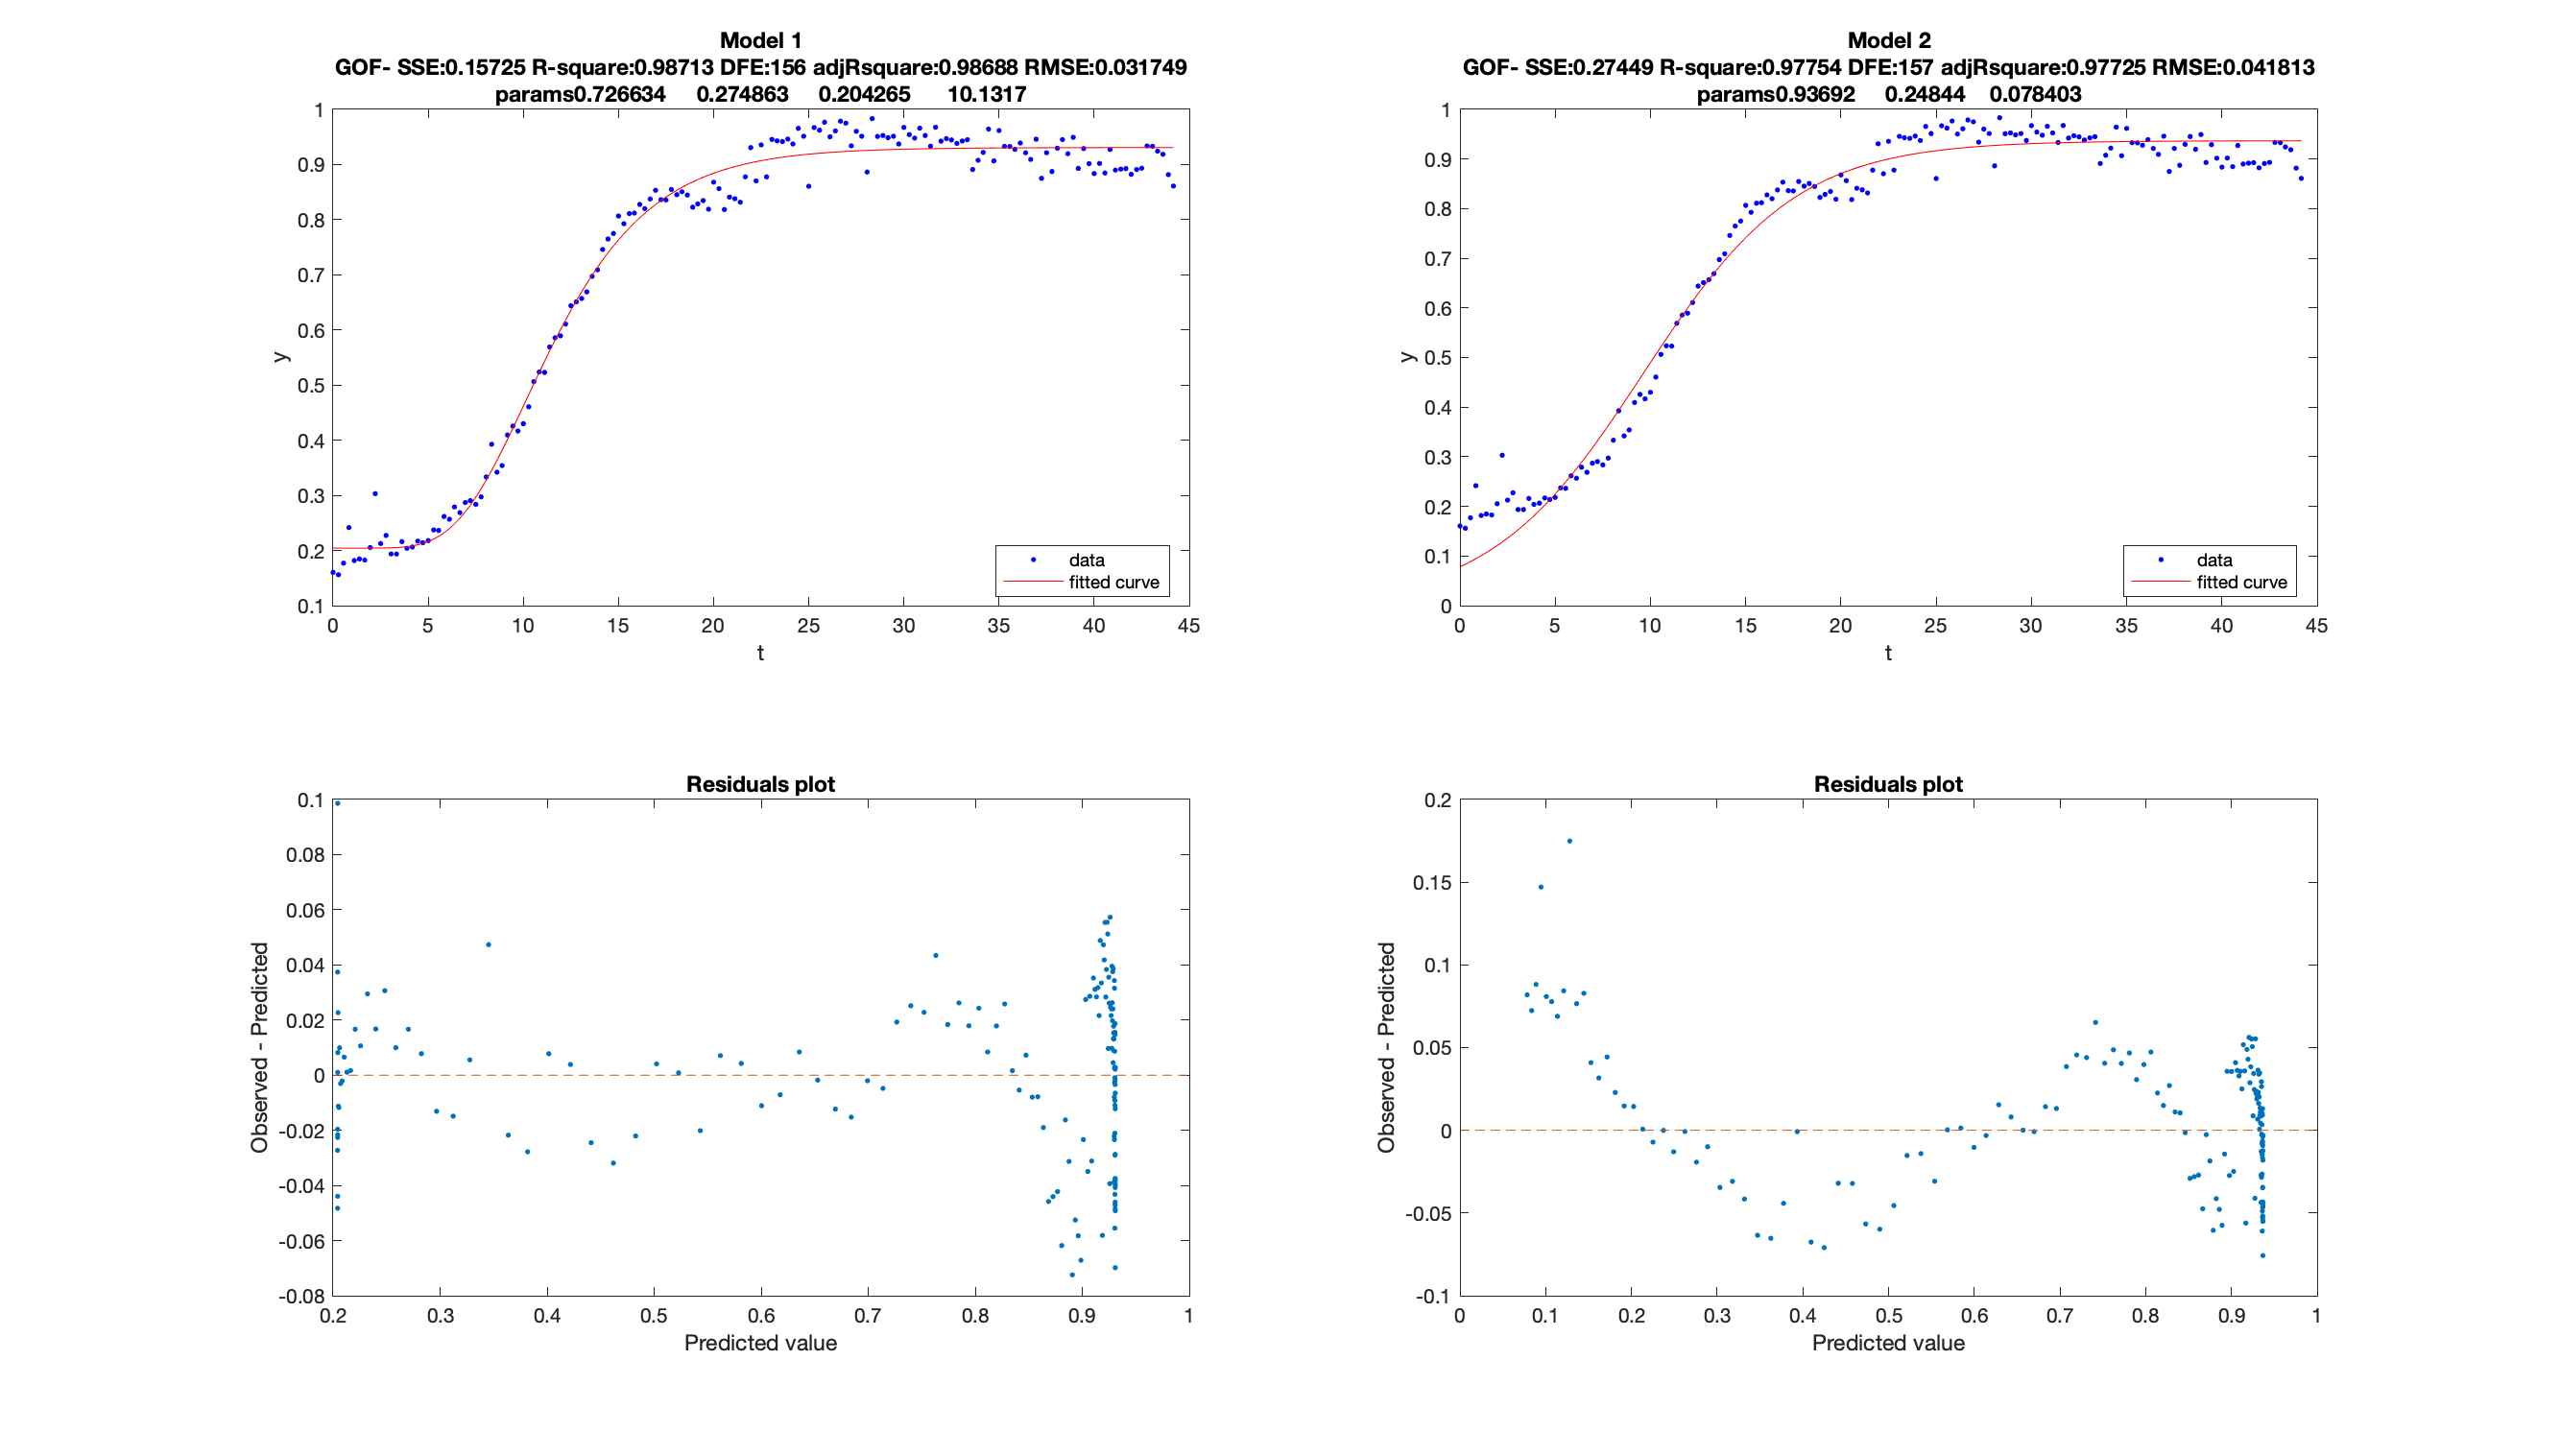 Model 1
GOF- SSE:0.15725 R-square:0.98713 DFE:156 adjRsquare:0.98688 RMSE:0.031749
params0.726634 0.274863 0.204265 10.1317
1
0.9
0.8
0.7
0.6
0.5
0.4
0.3
0.2
0.1
y
data
fitted curve
0 5 10 15 20 25 30 35 40 45
t
Model 2
GOF- SSE:0.27449 R-square:0.97754 DFE:157 adjRsquare:0.97725 RMSE:0.041813
params0.93692 0.24844 0.078403
1
0.9
0.8
0.7
0.6
0.5
0.4
0.3
0.2
0.1
0
y
data
fitted curve
0 5 10 15 20 25 30 35 40 45
t
Residuals plot
0.1
0.08
0.06
0.04
0.02
0
-0.02
-0.04
-0.06
-0.08
Observed - Predicted
0.2 0.3 0.4 0.5 0.6 0.7 0.8 0.9 1
Predicted value
Residuals plot
0.2
0.15
0.1
0.05
0
-0.05
-0.1
Observed - Predicted
0 0.1 0.2 0.3 0.4 0.5 0.6 0.7 0.8 0.9 1
Predicted value